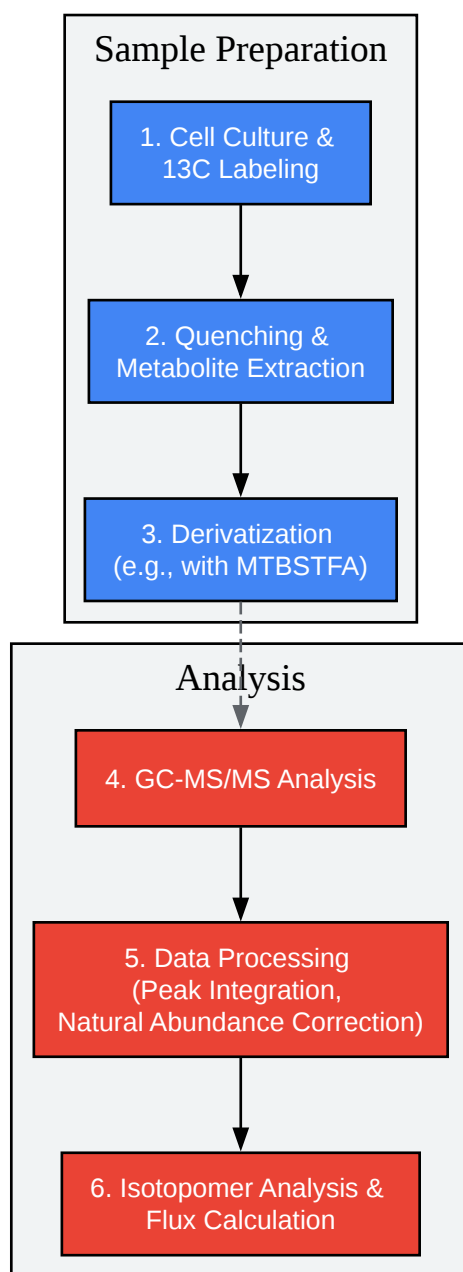 Sample Preparation
1. Cell Culture &
13C Labeling
2. Quenching &
Metabolite Extraction
3. Derivatization
(e.g., with MTBSTFA)
Analysis
4. GC-MS/MS Analysis
5. Data Processing
(Peak Integration,
Natural Abundance Correction)
6. Isotopomer Analysis &
Flux Calculation